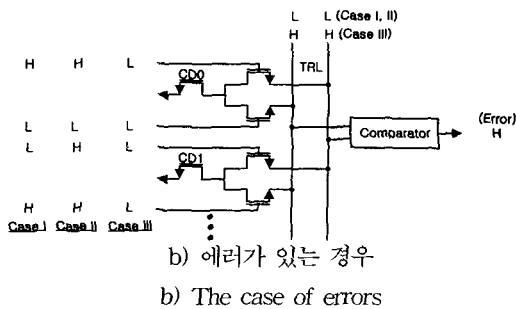 L L (Case I, II)
H H (Case III)
H H L
TRL
CD0
(Error)
L L L
Comparator
H
L H L
CD1
H H L
Case I Case II Case III
b) 에러가 있는 경우
b) The case of errors